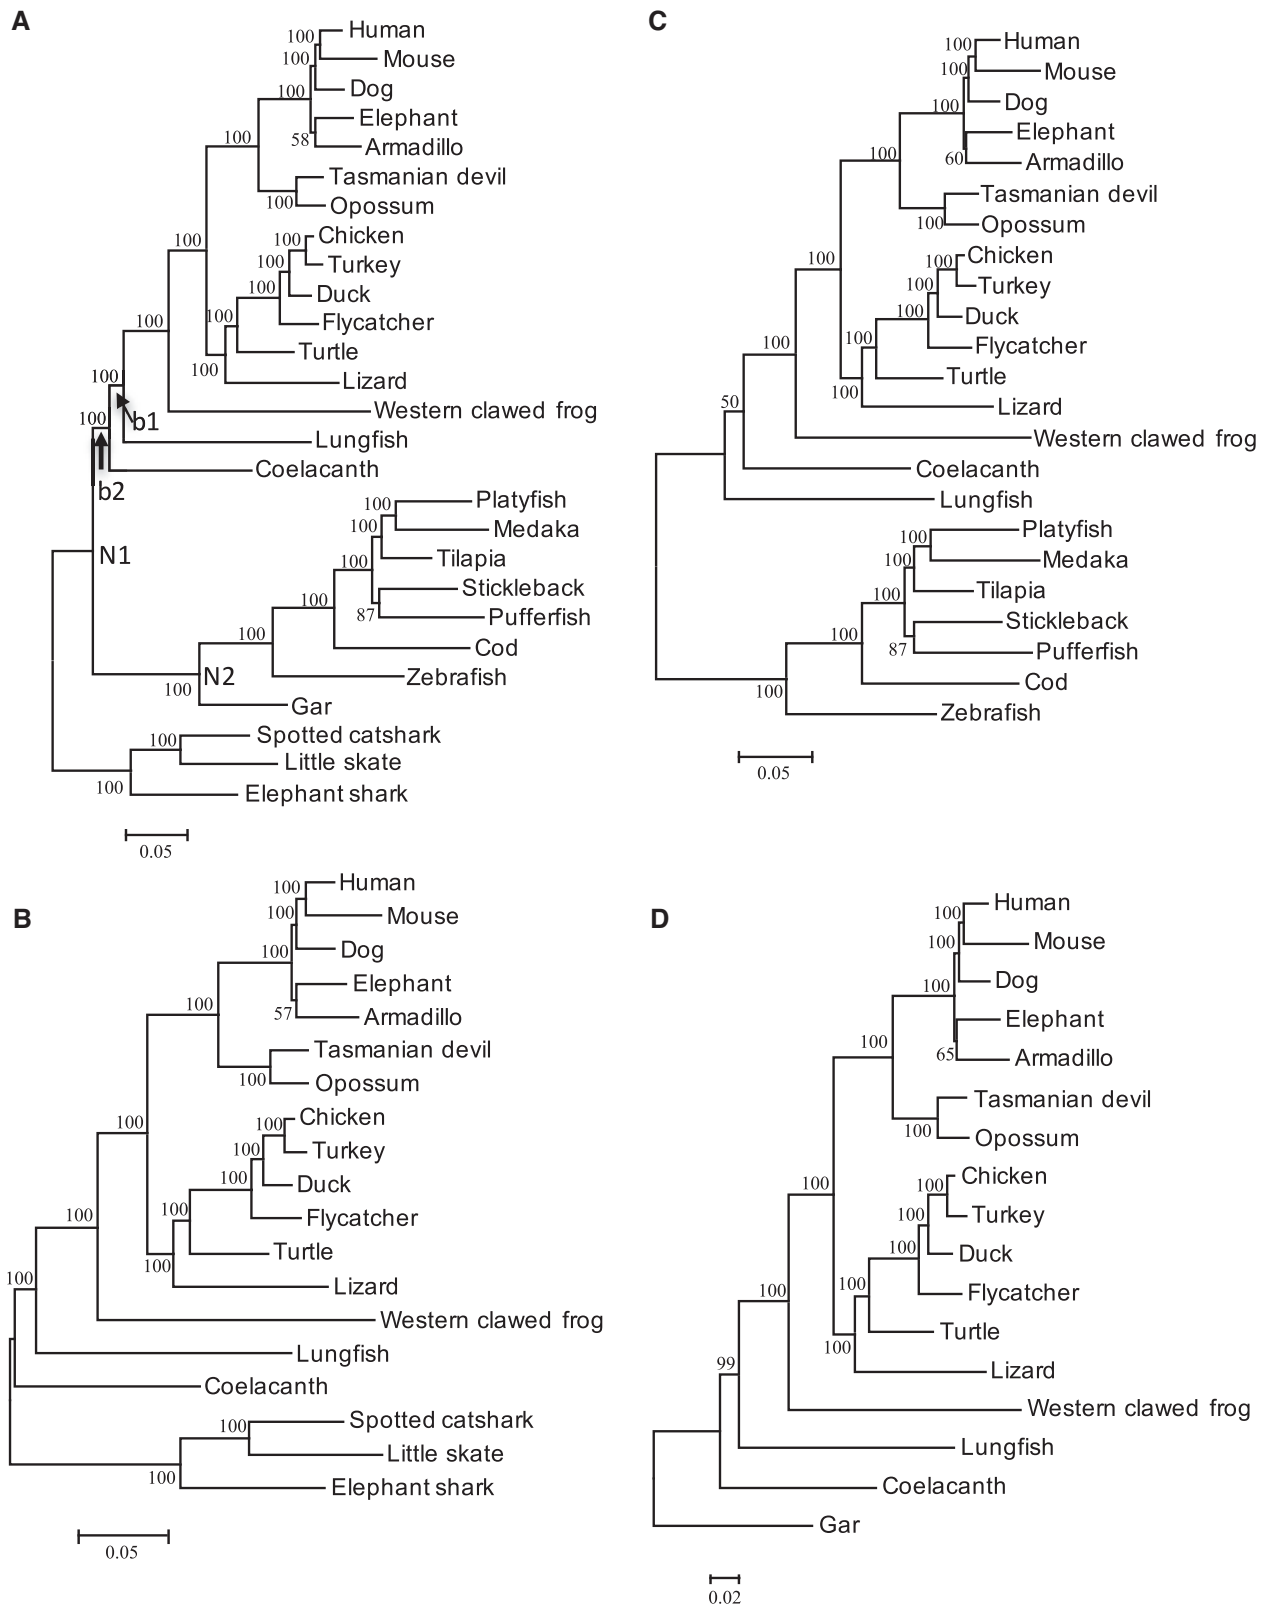 A
100 Human
100 Mouse
100 Dog
Elephant
58 Armadillo
100 Tasmanian devil
100 Opossum
100 Chicken
100 Turkey
100 Duck
Flycatcher
100 Turtle
100 Lizard
100 Western clawed frog
100 b1 Lungfish
100 Coelacanth
b2
100 Platyfish
100 Medaka
100 Tilapia
Stickleback
87 Pufferfish
100 Cod
100 Zebrafish
N1
N2
100 Gar
100 Spotted catshark
Little skate
100 Elephant shark
0.05
B
100 Human
100 Mouse
100 Dog
Elephant
57 Armadillo
100 Tasmanian devil
100 Opossum
100 Chicken
100 Turkey
100 Duck
Flycatcher
100 Turtle
100 Lizard
100 Western clawed frog
100 Lungfish
100 Coelacanth
100 Spotted catshark
Little skate
100 Elephant shark
0.05
C
100 Human
100 Mouse
100 Dog
Elephant
60 Armadillo
100 Tasmanian devil
100 Opossum
100 Chicken
100 Turkey
100 Duck
Flycatcher
100 Turtle
100 Lizard
100 Western clawed frog
100 Coelacanth
50 Lungfish
100 Platyfish
100 Medaka
100 Tilapia
Stickleback
87 Pufferfish
100 Cod
100 Zebrafish
0.05
D
100 Human
100 Mouse
100 Dog
Elephant
65 Armadillo
100 Tasmanian devil
100 Opossum
100 Chicken
100 Turkey
100 Duck
Flycatcher
100 Turtle
100 Lizard
100 Western clawed frog
100 Lungfish
99 Coelacanth
Gar
0.02